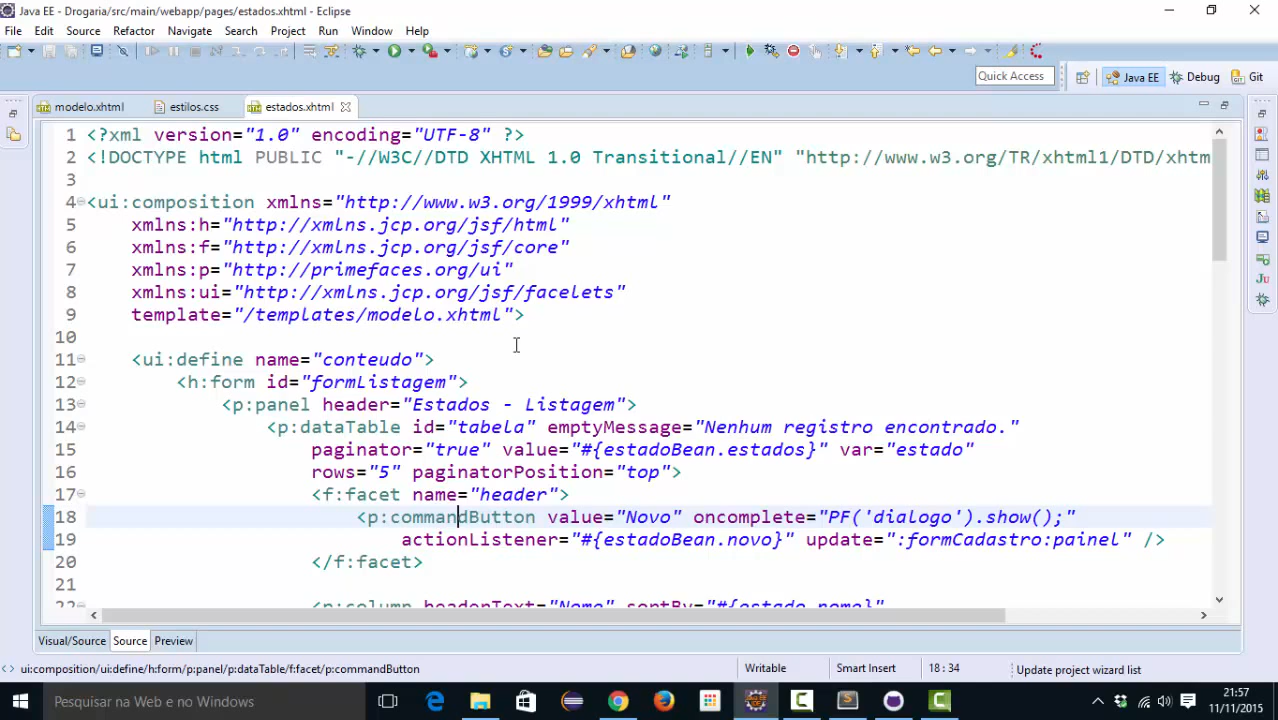 Java EE - Drogaria/src/main/webapp/pages/estados.xhtml - Eclipse
File Edit Source Refactor Navigate Search Project Run Window Help
Quick Access Java EE Debug Git
modelo.xhtml estilos.css estados.xhtml
1 <?xml version="1.0" encoding="UTF-8" ?>
2 <!DOCTYPE html PUBLIC "-//W3C//DTD XHTML 1.0 Transitional//EN" "http://www.w3.org/TR/xhtml1/DTD/xhtm
3
4 <ui:composition xmlns="http://www.w3.org/1999/xhtml"
5 xmlns:h="http://xmlns.jcp.org/jsf/html"
6 xmlns:f="http://xmlns.jcp.org/jsf/core"
7 xmlns:p="http://primefaces.org/ui"
8 xmlns:ui="http://xmlns.jcp.org/jsf/facelets"
9 template="/templates/modelo.xhtml">
10
11 <ui:define name="conteudo">
12 <h:form id="formListagem">
13 <p:panel header="Estados - Listagem">
14 <p:dataTable id="tabela" emptyMessage="Nenhum registro encontrado."
15 paginator="true" value="#{estadoBean.estados}" var="estado"
16 rows="5" paginatorPosition="top">
17 <f:facet name="header">
18 <p:commandButton value="Novo" oncomplete="PF('dialogo').show();"
19 actionListener="#{estadoBean.novo}" update=":formCadastro:painel" />
20 </f:facet>
21
22 <p:column headerText="Nome" sortBy="#{estado.nome}"
Visual/Source Source Preview
ui:composition/ui:define/h:form/p:panel/p:dataTable/f:facet/p:commandButton Writable Smart Insert 18 : 34 Update project wizard list
Pesquisar na Web e no Windows
21:57
11/11/2015